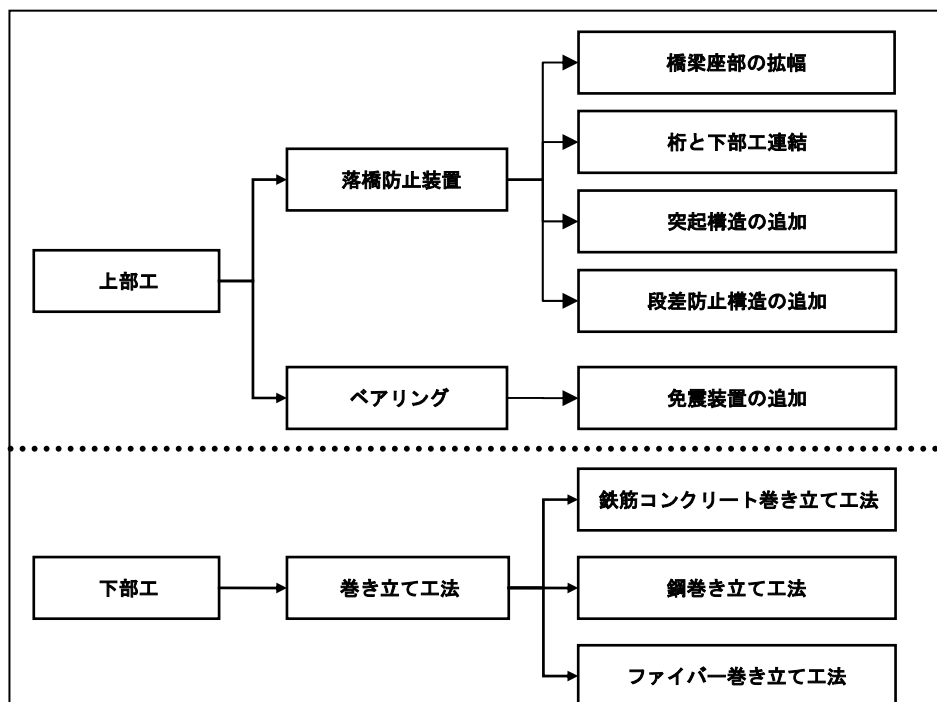 橋梁座部の拡幅
桁と下部工連結
落橋防止装置
突起構造の追加
上部工
段差防止構造の追加
ベアリング
免震装置の追加
鉄筋コンクリート巻き立て工法
下部工
巻き立て工法
鋼巻き立て工法
ファイバー巻き立て工法